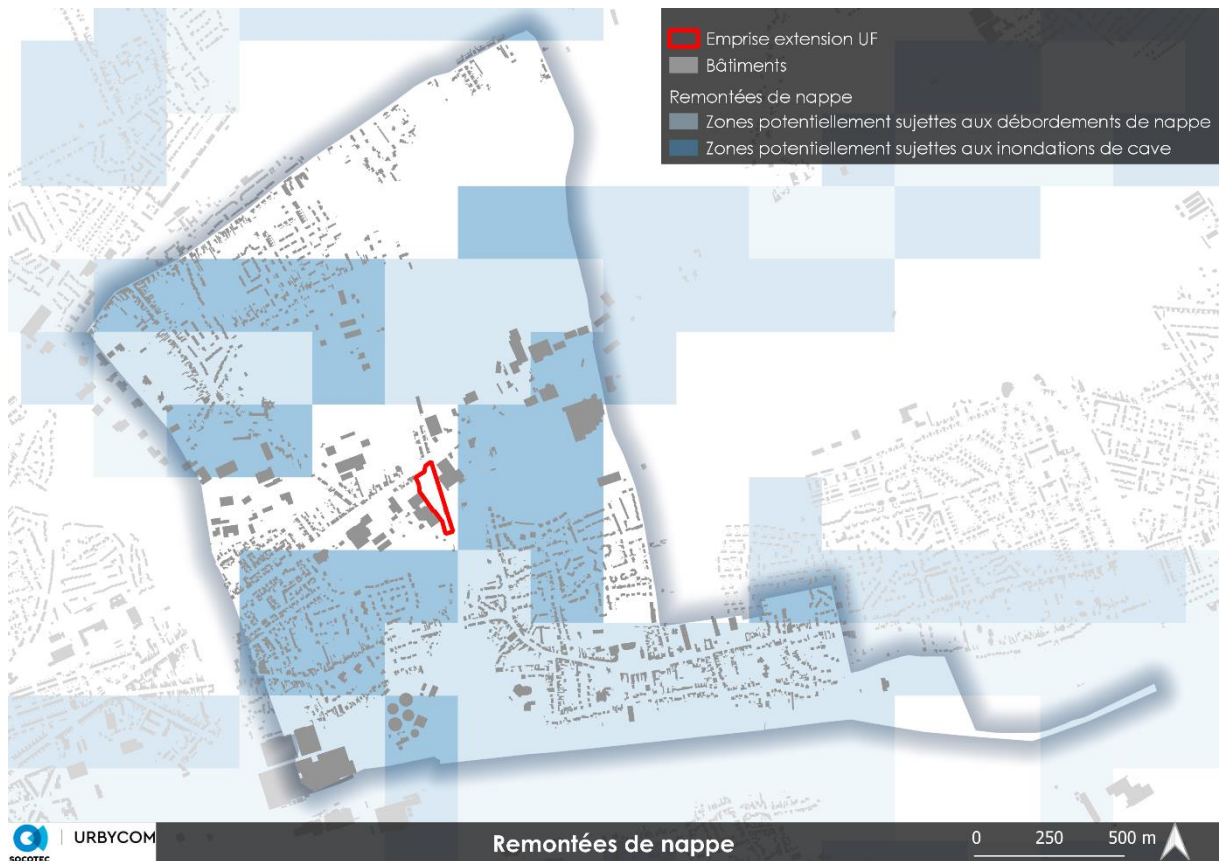 Emprise extension UF
Bâtiments
Remontées de nappe
Zones potentiellement sujettes aux débordements de nappe
Zones potentiellement sujettes aux inondations de cave
SOCOTEC
URBYCOM
Remontées de nappe
0 250 500 m